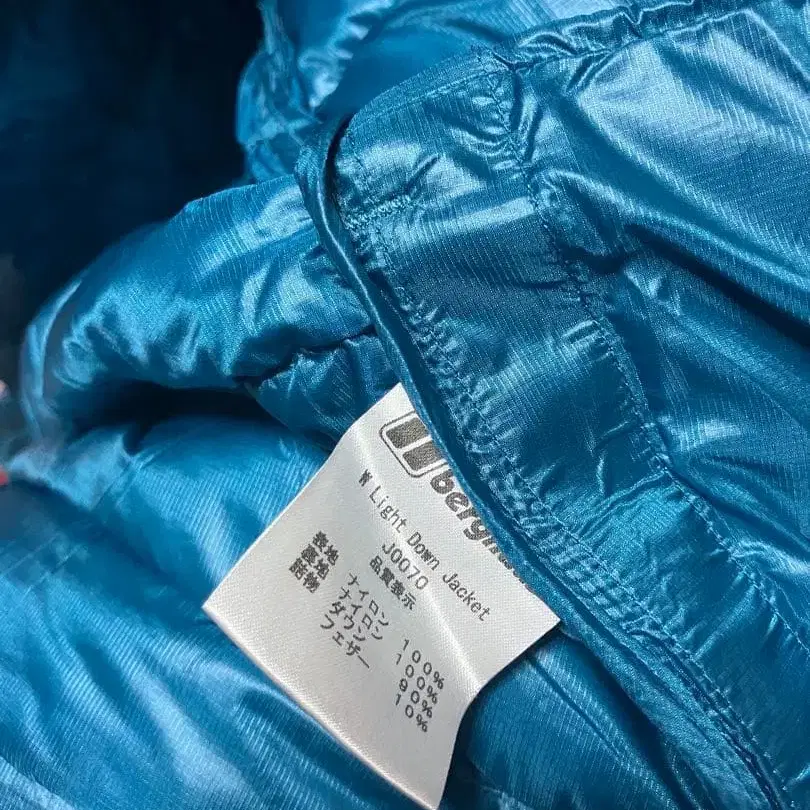 W Light Down Jacket
J0070
品質表示
表地 ナイロン 100%
裏地 ナイロン 100%
詰物 ダウン 90%
フェザー 10%